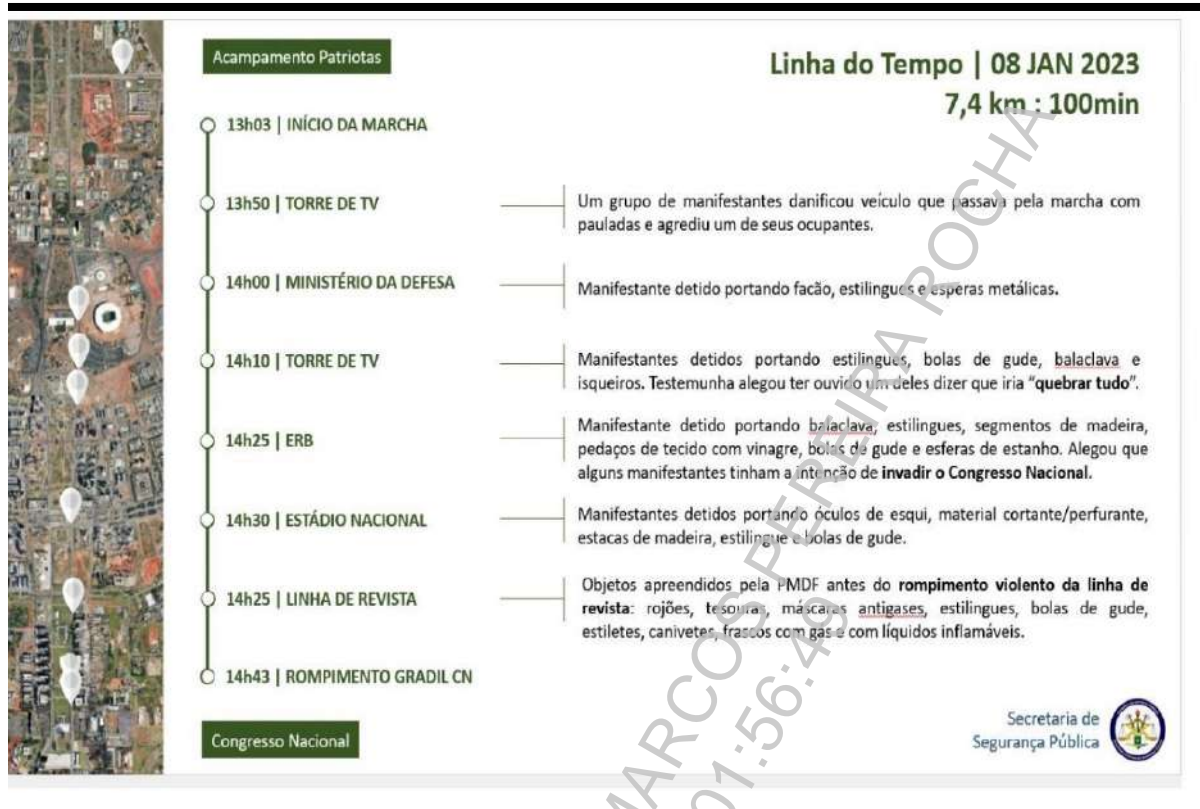 Acampamento Patriotas
Linha do Tempo | 08 JAN 2023
7,4 km : 100min
13h03 | INÍCIO DA MARCHA
13h50 | TORRE DE TV
Um grupo de manifestantes danificou veículo que passava pela marcha com
pauladas e agrediu um de seus ocupantes.
14h00 | MINISTÉRIO DA DEFESA
Manifestante detido portando facão, estilingues e esperas metálicas.
14h10 | TORRE DE TV
Manifestantes detidos portando estilingues, bolas de gude, balaclava e
isqueiros. Testemunha alegou ter ouvido um deles dizer que iria “quebrar tudo”.
14h25 | ERB
Manifestante detido portando balaclava, estilingues, segmentos de madeira,
pedaços de tecido com vinagre, bolas de gude e esferas de estanho. Alegou que
alguns manifestantes tinham a intenção de invadir o Congresso Nacional.
14h30 | ESTÁDIO NACIONAL
Manifestantes detidos portando óculos de esqui, material cortante/perfurante,
estacas de madeira, estilingue e bolas de gude.
14h25 | LINHA DE REVISTA
Objetos apreendidos pela PMDF antes do rompimento violento da linha de
revista: rojões, tesouras, máscaras antigases, estilingues, bolas de gude,
estiletes, canivetes, frascos com gás e com líquidos inflamáveis.
14h43 | ROMPIMENTO GRADIL CN
Congresso Nacional
Secretaria de
Segurança Pública
MARCOS PEREIRA ROCHA
01:56:49